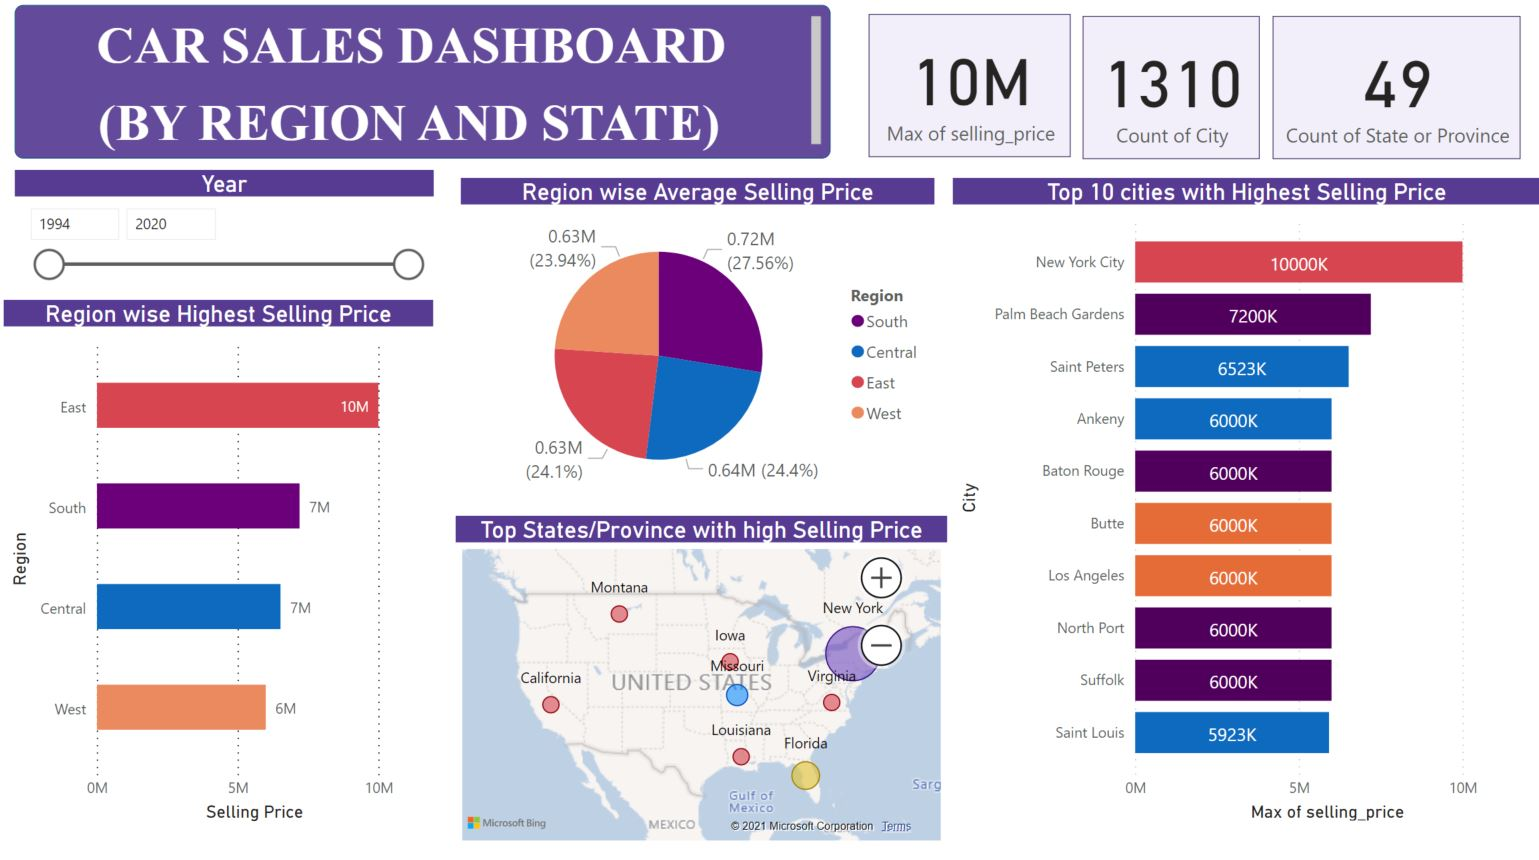 CAR SALES DASHBOARD
(BY REGION AND STATE)
10M
Max of selling_price
1310
Count of City
49
Count of State or Province
Year
1994
2020
Region wise Highest Selling Price
Region
East
10M
South
7M
Central
7M
West
6M
0M
5M
10M
Selling Price
Region wise Average Selling Price
0.63M
(23.94%)
0.72M
(27.56%)
0.63M
(24.1%)
0.64M (24.4%)
Region
South
Central
East
West
Top States/Province with high Selling Price
Montana
New York
Iowa
Missouri
California
UNITED STATES
Virginia
Louisiana
Florida
Sarg
Gulf of
Mexico
MEXICO
Microsoft Bing
© 2021 Microsoft Corporation Terms
Top 10 cities with Highest Selling Price
City
New York City
10000K
Palm Beach Gardens
7200K
Saint Peters
6523K
Ankeny
6000K
Baton Rouge
6000K
Butte
6000K
Los Angeles
6000K
North Port
6000K
Suffolk
6000K
Saint Louis
5923K
0M
5M
10M
Max of selling_price